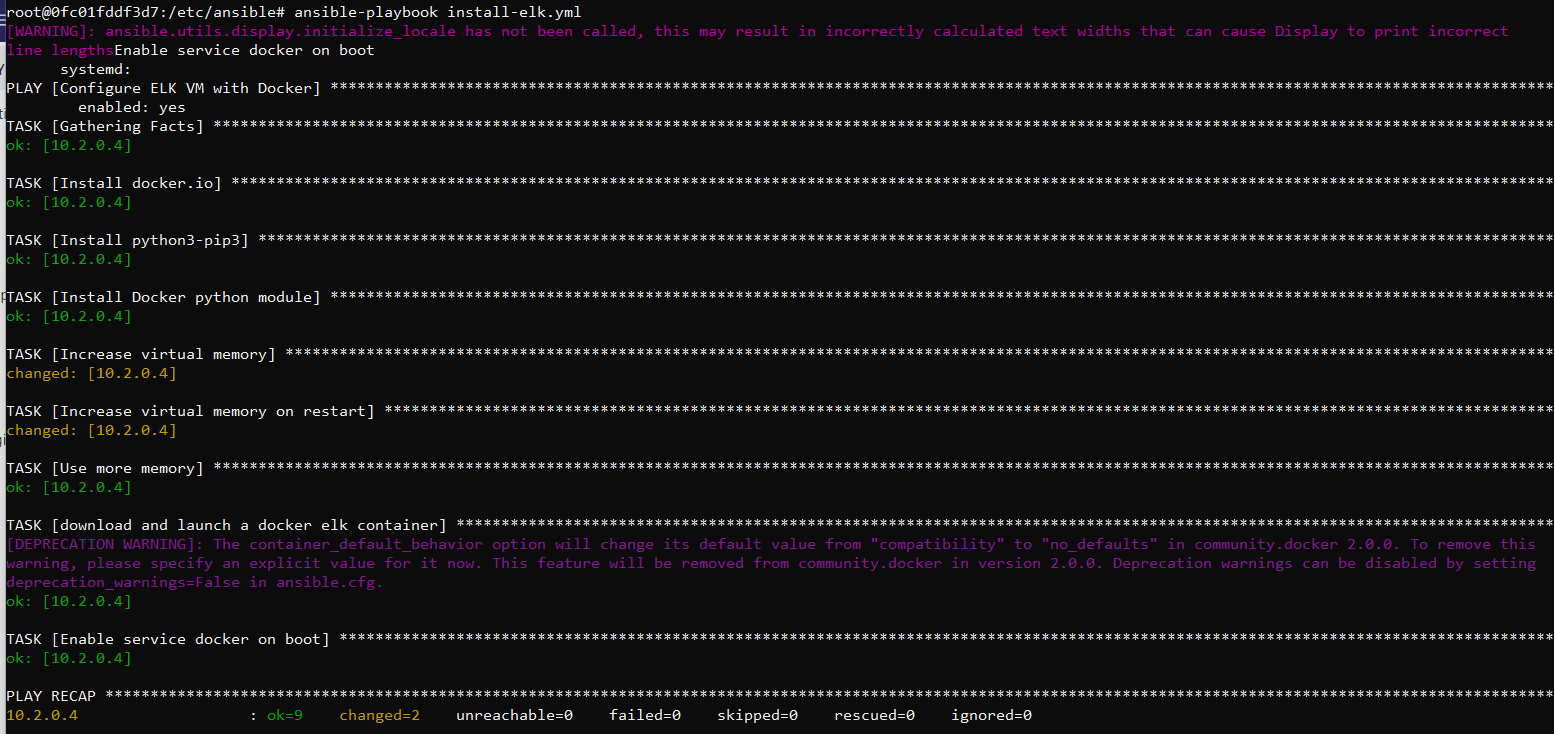 root@0fc01fddf3d7:/etc/ansible# ansible-playbook install-elk.yml
[WARNING]: ansible.utils.display.initialize_locale has not been called, this may result in incorrectly calculated text widths that can cause Display to print incorrect
line lengthsEnable service docker on boot
systemd:
PLAY [Configure ELK VM with Docker] ****************************************************************************************************************************************
enabled: yes
TASK [Gathering Facts] *****************************************************************************************************************************************************
ok: [10.2.0.4]
TASK [Install docker.io] ***************************************************************************************************************************************************
ok: [10.2.0.4]
TASK [Install python3-pip3] ************************************************************************************************************************************************
ok: [10.2.0.4]
TASK [Install Docker python module] ****************************************************************************************************************************************
ok: [10.2.0.4]
TASK [Increase virtual memory] *********************************************************************************************************************************************
changed: [10.2.0.4]
TASK [Increase virtual memory on restart] **********************************************************************************************************************************
changed: [10.2.0.4]
TASK [Use more memory] *****************************************************************************************************************************************************
ok: [10.2.0.4]
TASK [download and launch a docker elk container] **************************************************************************************************************************
[DEPRECATION WARNING]: The container_default_behavior option will change its default value from "compatibility" to "no_defaults" in community.docker 2.0.0. To remove this
warning, please specify an explicit value for it now. This feature will be removed from community.docker in version 2.0.0. Deprecation warnings can be disabled by setting
deprecation_warnings=False in ansible.cfg.
ok: [10.2.0.4]
TASK [Enable service docker on boot] ***************************************************************************************************************************************
ok: [10.2.0.4]
PLAY RECAP *****************************************************************************************************************************************************************
10.2.0.4 : ok=9 changed=2 unreachable=0 failed=0 skipped=0 rescued=0 ignored=0